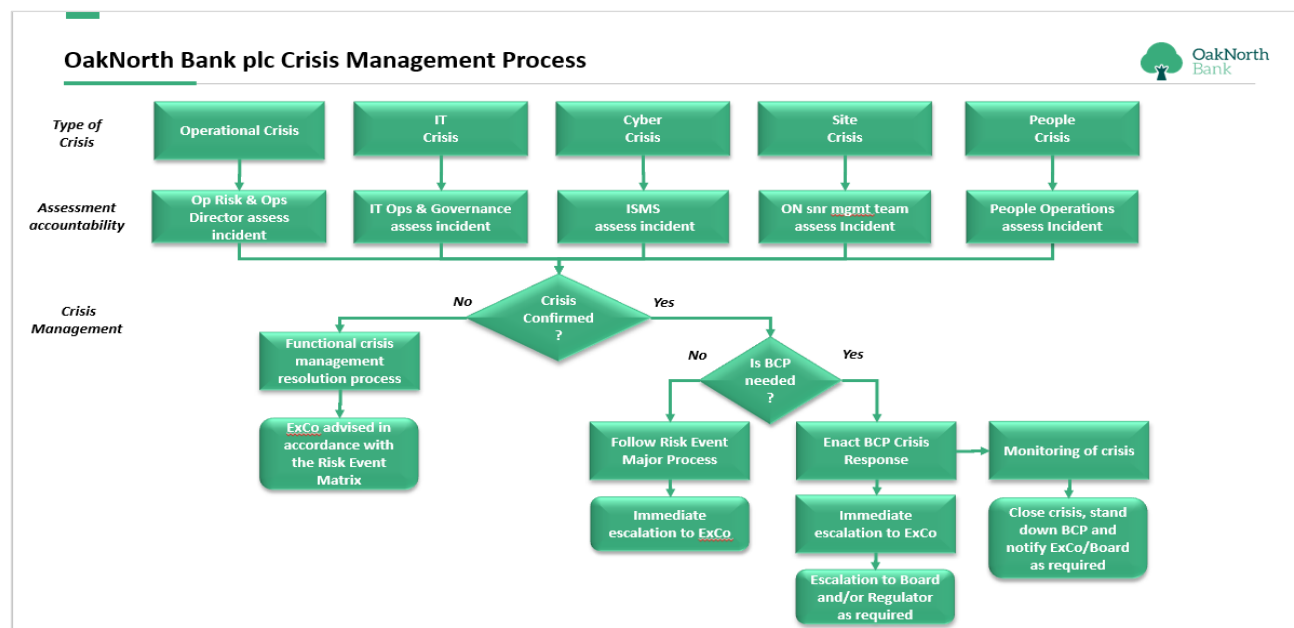 OakNorth Bank plc Crisis Management Process
OakNorth
Bank
Type of
Crisis
Operational Crisis
IT
Crisis
Cyber
Crisis
Site
Crisis
People
Crisis
Assessment
accountability
Op Risk & Ops
Director assess
incident
IT Ops & Governance
assess incident
ISMS
assess incident
ON snr mgmt team
assess Incident
People Operations
assess Incident
Crisis
Management
No
Crisis
Confirmed
?
Yes
Functional crisis
management
resolution process
No
Is BCP
needed
?
Yes
ExCo advised in
accordance with
the Risk Event
Matrix
Follow Risk Event
Major Process
Enact BCP Crisis
Response
Monitoring of crisis
Immediate
escalation to ExCo
Immediate
escalation to ExCo
Close crisis, stand
down BCP and
notify ExCo/Board
as required
Escalation to Board
and/or Regulator
as required